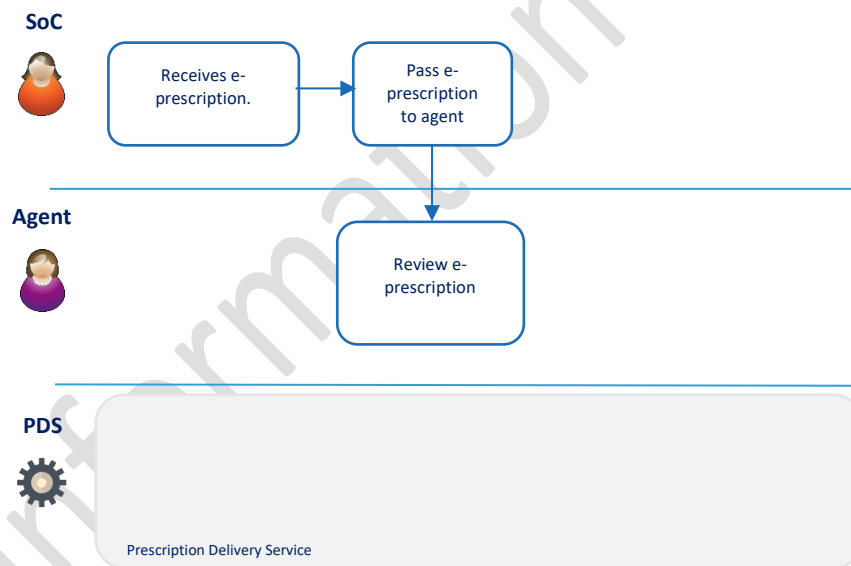 SoC
Receives e-
prescription.
Pass e-
prescription
to agent
Agent
Review e-
prescription
PDS
Prescription Delivery Service